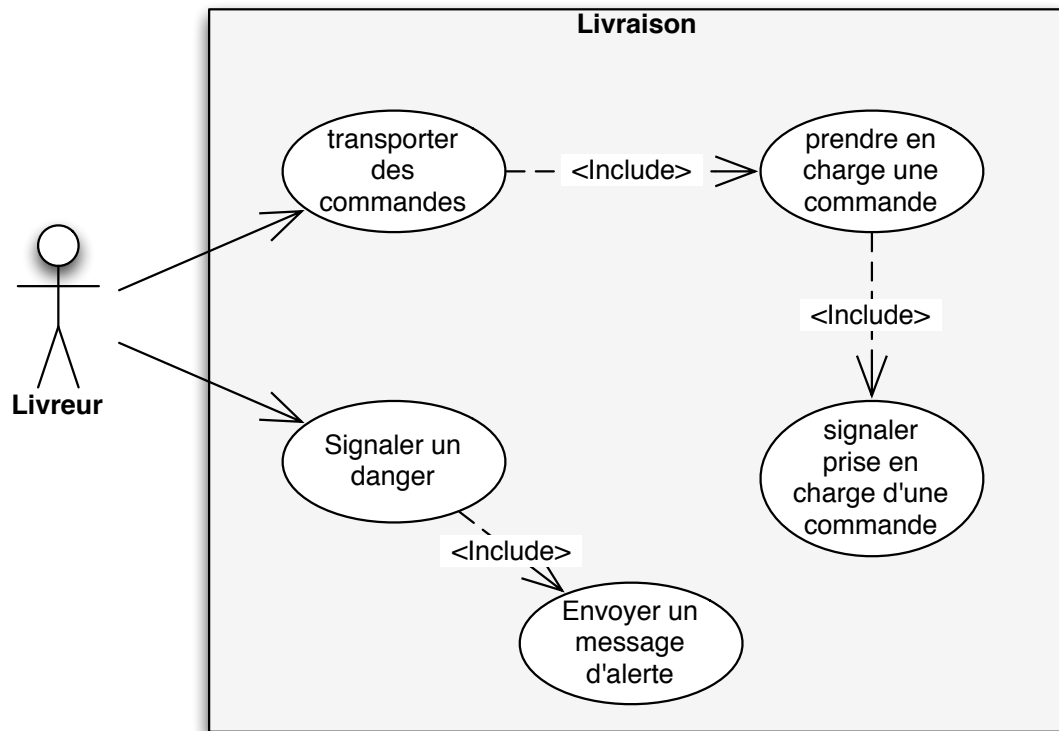 Livraison
transporter
des
commandes
<Include>
prendre en
charge une
commande
<Include>
Livreur
Signaler un
danger
signaler
prise en
charge d'une
commande
<Include>
Envoyer un
message
d'alerte